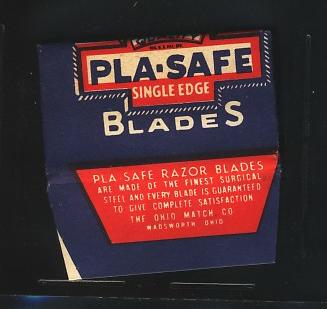 QUALITY
PLA-SAFE
SINGLE EDGE
BLADES
PLA SAFE RAZOR BLADES
ARE MADE OF THE FINEST SURGICAL
STEEL AND EVERY BLADE IS GUARANTEED
TO GIVE COMPLETE SATISFACTION
THE OHIO MATCH CO
WADSWORTH OHIO